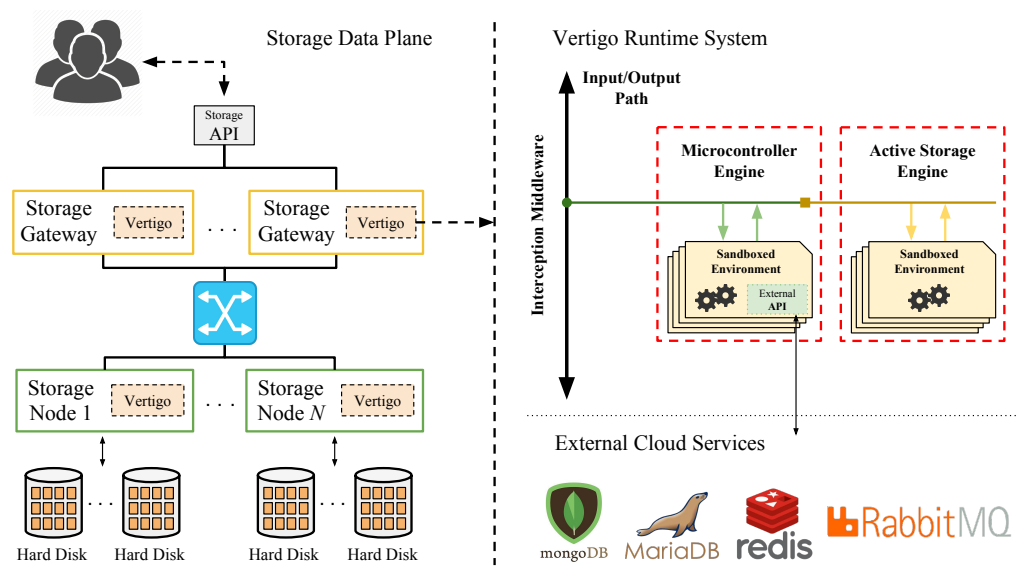 Storage Data Plane
Storage
API
Storage
Gateway
Vertigo
. . .
Storage
Gateway
Vertigo
Storage
Node 1
Vertigo
. . .
Storage
Node N
Vertigo
. . .
. . .
Hard Disk
Hard Disk
Hard Disk
Hard Disk
Vertigo Runtime System
Input/Output
Path
Interception Middleware
Microcontroller
Engine
Active Storage
Engine
Sandboxed
Environment
External
API
Sandboxed
Environment
External Cloud Services
mongoDB
MariaDB
redis
RabbitMQ